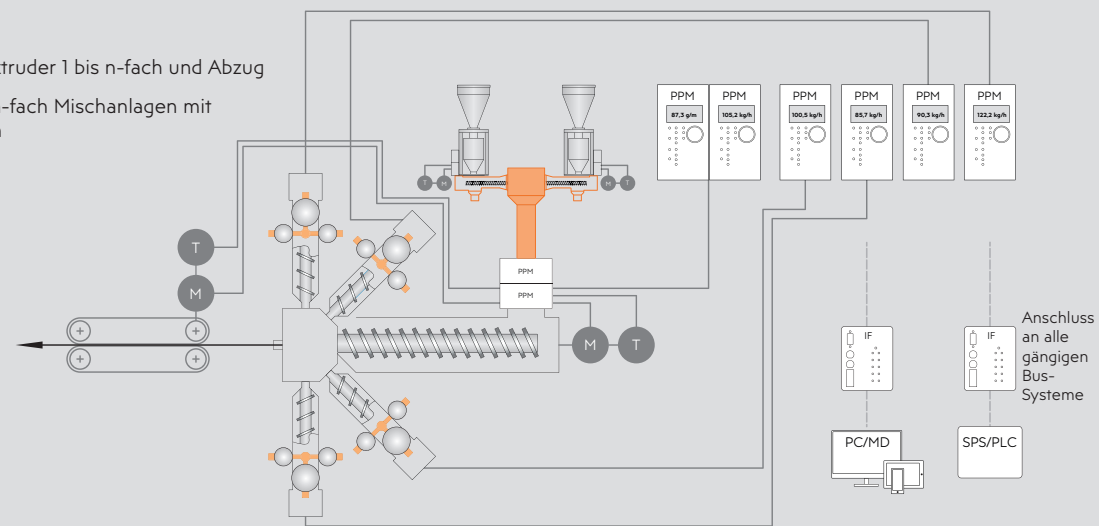 truder 1 bis n-fach und Abzug
-fach Mischanlagen mit
PPM
87,3 g/m
PPM
105,2 kg/h
PPM
100,5 kg/h
PPM
85,7 kg/h
PPM
90,3 kg/h
PPM
122,2 kg/h
T
M
M
T
T
M
PPM
PPM
M
T
IF
IF
Anschluss
an alle
gängigen
Bus-
Systeme
PC/MD
SPS/PLC